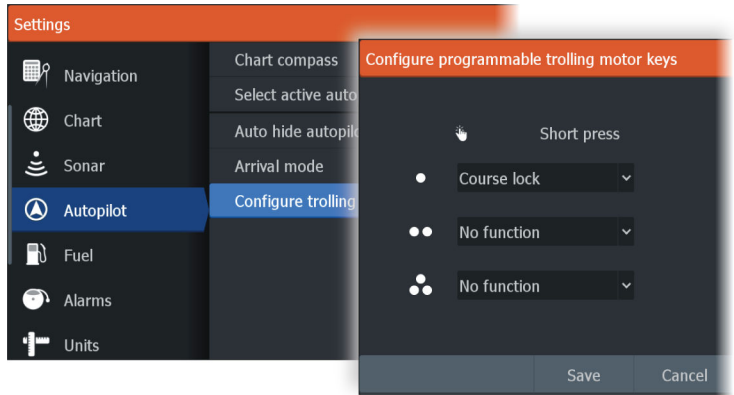 Settings
Navigation
Chart
Sonar
Autopilot
Fuel
Alarms
Units
Chart compass
Select active auto
Auto hide autopil
Arrival mode
Configure trolling
Configure programmable trolling motor keys
Short press
Course lock
No function
No function
Save
Cancel